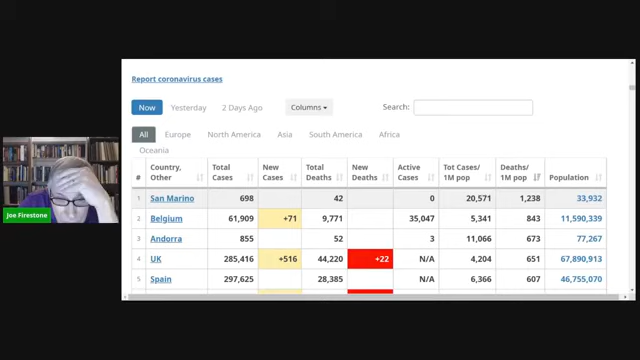 Report coronavirus cases
Now Yesterday 2 Days Ago Columns Search:
All Europe North America Asia South America Africa
Oceania
# Country, Other Total Cases New Cases Total Deaths New Deaths Active Cases Tot Cases/ 1M pop Deaths/ 1M pop Population
1 San Marino 698 42 0 20,571 1,238 33,932
2 Belgium 61,909 +71 9,771 35,047 5,341 843 11,590,339
3 Andorra 855 52 3 11,066 673 77,267
4 UK 285,416 +516 44,220 +22 N/A 4,204 651 67,890,913
5 Spain 297,625 28,385 N/A 6,366 607 46,755,070
Joe Firestone